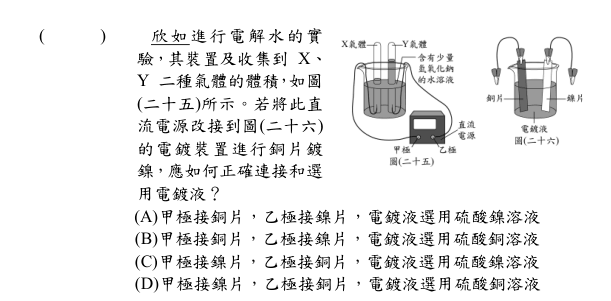 (　　) 欣如進行電解水的實
驗，其裝置及收集到 X、
Y 二種氣體的體積，如圖
(二十五)所示。若將此直
流電源改接到圖(二十六)
的電鍍裝置進行銅片鍍
鎳，應如何正確連接和選
用電鍍液？
X氣體
Y氣體
含有少量
氫氧化鈉
的水溶液
直流
電源
甲極
乙極
圖(二十五)
銅片
鎳片
電鍍液
圖(二十六)
(A)甲極接銅片，乙極接鎳片，電鍍液選用硫酸鎳溶液
(B)甲極接銅片，乙極接鎳片，電鍍液選用硫酸銅溶液
(C)甲極接鎳片，乙極接銅片，電鍍液選用硫酸鎳溶液
(D)甲極接鎳片，乙極接銅片，電鍍液選用硫酸銅溶液